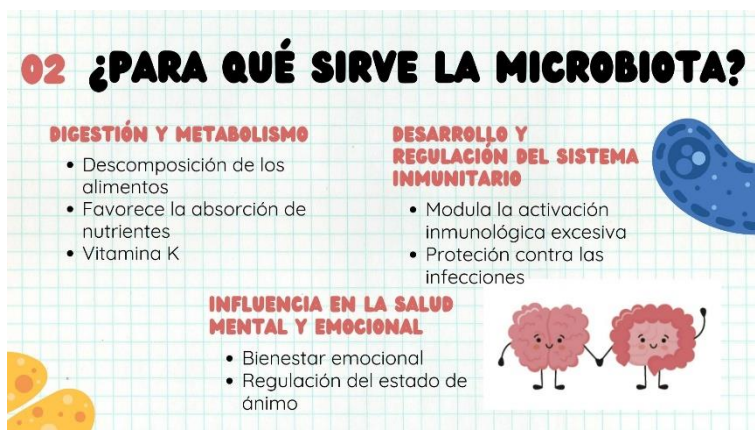 02 ¿PARA QUÉ SIRVE LA MICROBIOTA?
DIGESTIÓN Y METABOLISMO
• Descomposición de los
alimentos
• Favorece la absorción de
nutrientes
• Vitamina K
DESARROLLO Y
REGULACIÓN DEL SISTEMA
INMUNITARIO
• Modula la activación
inmunológica excesiva
• Proteción contra las
infecciones
INFLUENCIA EN LA SALUD
MENTAL Y EMOCIONAL
• Bienestar emocional
• Regulación del estado de
ánimo